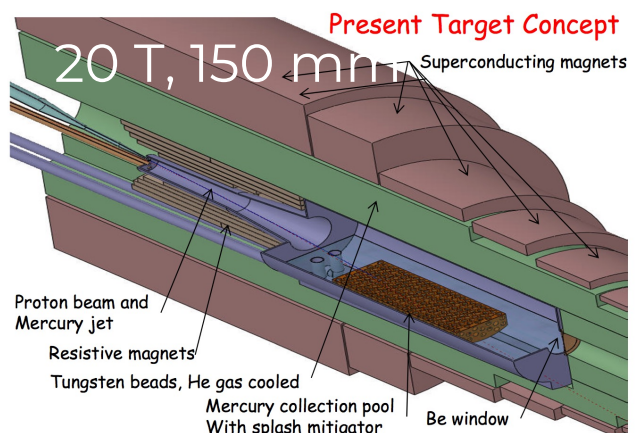 Present Target Concept
20 T, 150 mm
Superconducting magnets
Proton beam and
Mercury jet
Resistive magnets
Tungsten beads, He gas cooled
Mercury collection pool
With splash mitigator
Be window